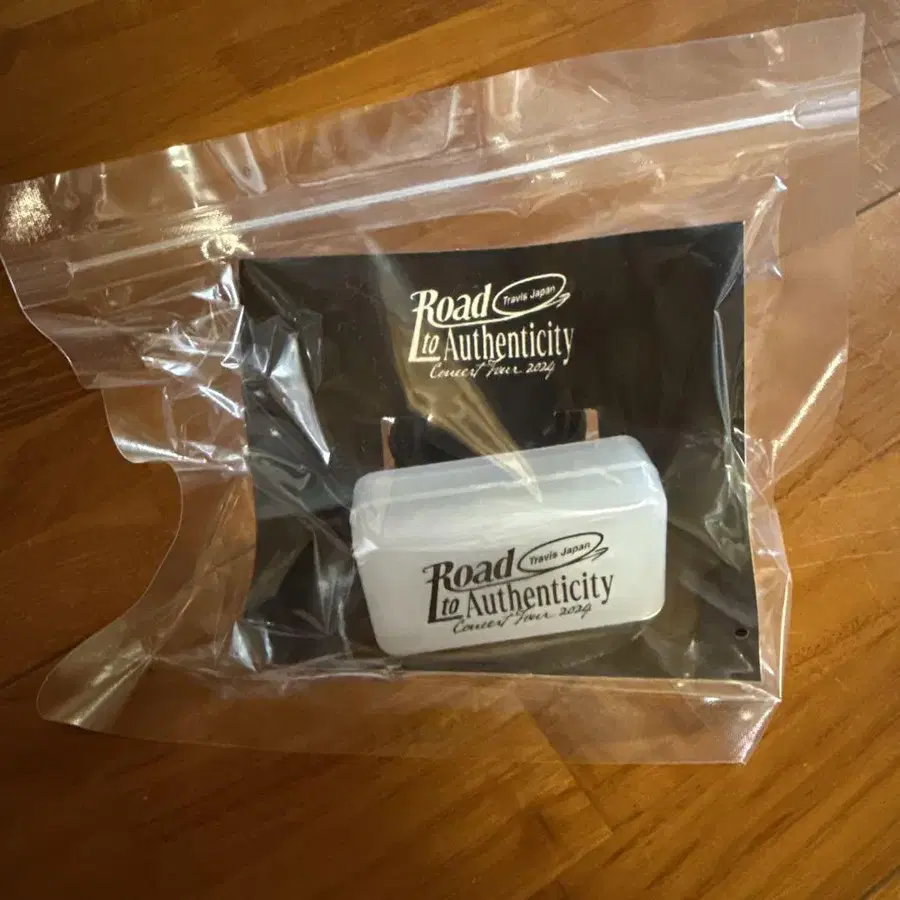 Road Travis Japan
to Authenticity
Concert Tour 2024
Road Travis Japan
to Authenticity
Concert Tour 2024